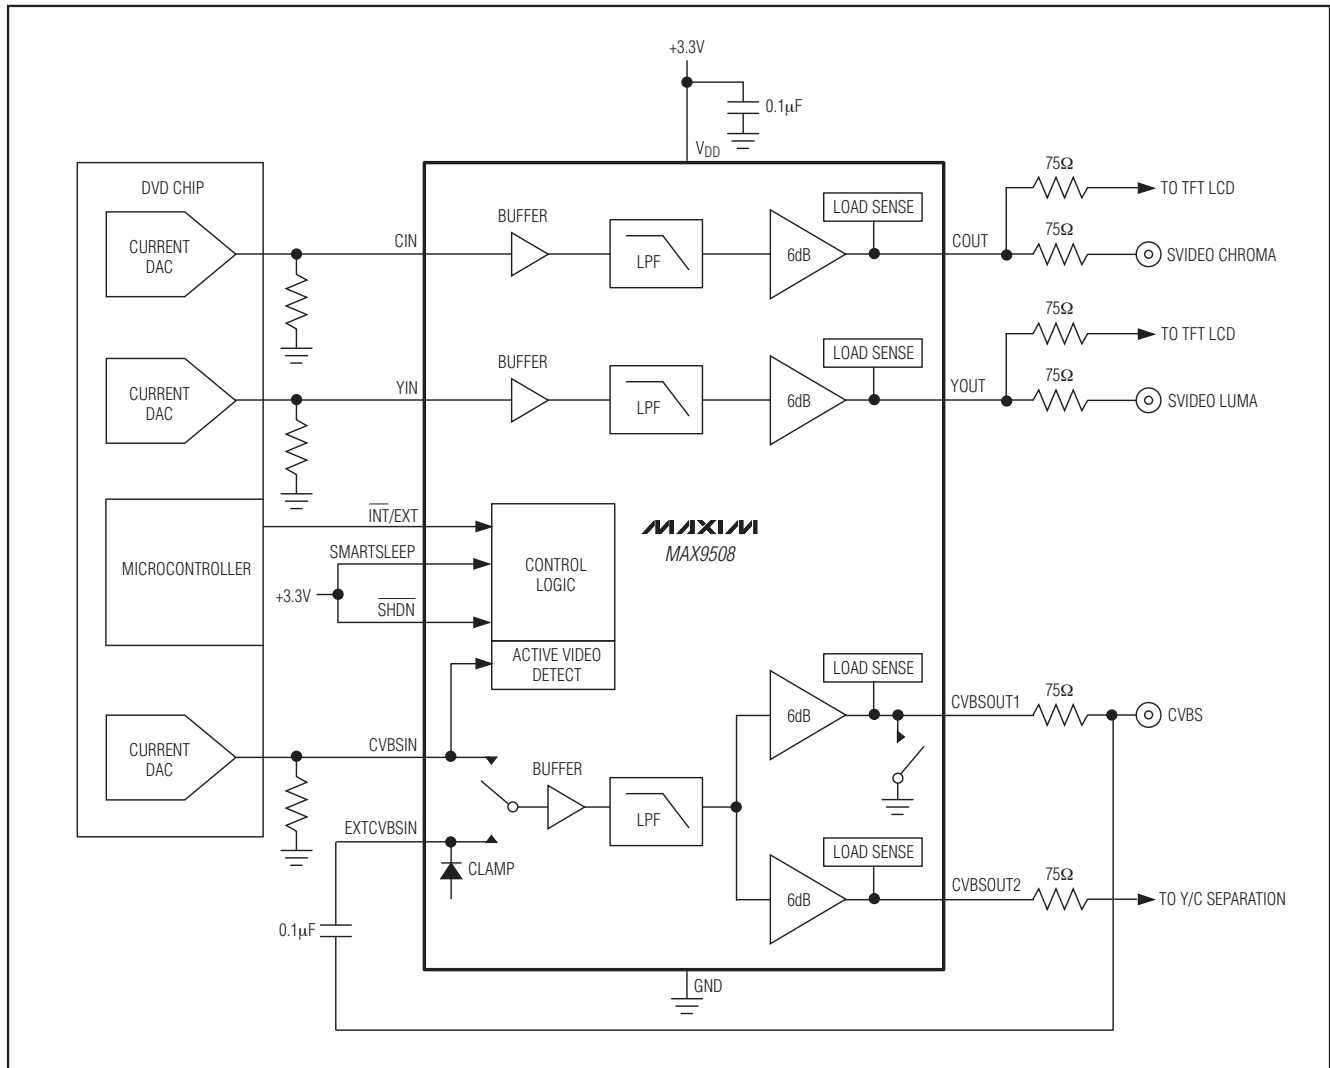 +3.3V
0.1µF
VDD
DVD CHIP
CURRENT
DAC
CIN
BUFFER
LPF
6dB
LOAD SENSE
COUT
75Ω
TO TFT LCD
75Ω
SVIDEO CHROMA
CURRENT
DAC
YIN
BUFFER
LPF
6dB
LOAD SENSE
YOUT
75Ω
TO TFT LCD
75Ω
SVIDEO LUMA
MICROCONTROLLER
INT/EXT
SMARTSLEEP
+3.3V
SHDN
CONTROL
LOGIC
ACTIVE VIDEO
DETECT
MAXIM
MAX9508
CURRENT
DAC
CVBSIN
EXTCVBSIN
CLAMP
0.1µF
BUFFER
LPF
6dB
LOAD SENSE
CVBSOUT1
75Ω
CVBS
6dB
LOAD SENSE
CVBSOUT2
75Ω
TO Y/C SEPARATION
GND